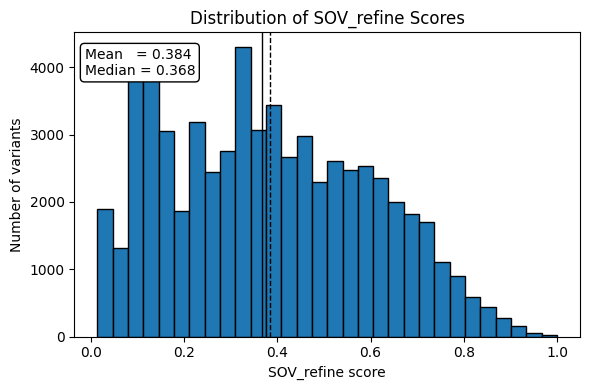 Distribution of SOV_refine Scores
Mean   = 0.384
Median = 0.368
Number of variants
4000
3000
2000
1000
0
0.0 0.2 0.4 0.6 0.8 1.0
SOV_refine score